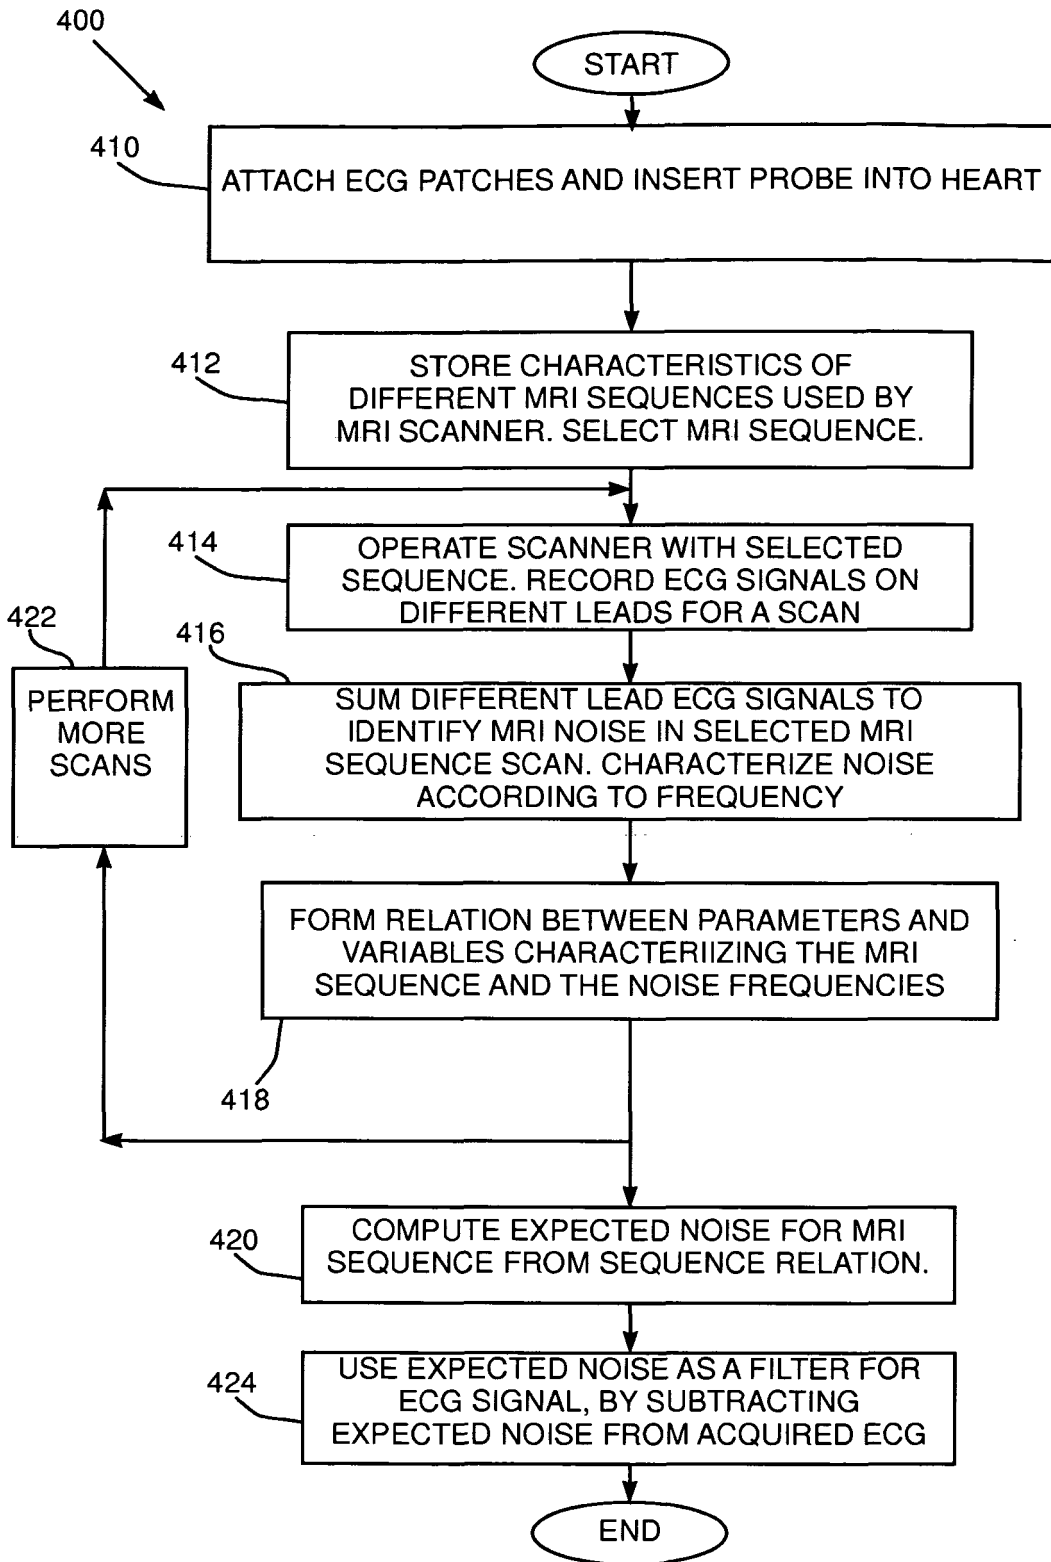 400
START
410
ATTACH ECG PATCHES AND INSERT PROBE INTO HEART
412
STORE CHARACTERISTICS OF
DIFFERENT MRI SEQUENCES USED BY
MRI SCANNER. SELECT MRI SEQUENCE.
414
OPERATE SCANNER WITH SELECTED
SEQUENCE. RECORD ECG SIGNALS ON
DIFFERENT LEADS FOR A SCAN
422
PERFORM
MORE
SCANS
416
SUM DIFFERENT LEAD ECG SIGNALS TO
IDENTIFY MRI NOISE IN SELECTED MRI
SEQUENCE SCAN. CHARACTERIZE NOISE
ACCORDING TO FREQUENCY
FORM RELATION BETWEEN PARAMETERS AND
VARIABLES CHARACTERIIZING THE MRI
SEQUENCE AND THE NOISE FREQUENCIES
418
420
COMPUTE EXPECTED NOISE FOR MRI
SEQUENCE FROM SEQUENCE RELATION.
424
USE EXPECTED NOISE AS A FILTER FOR
ECG SIGNAL, BY SUBTRACTING
EXPECTED NOISE FROM ACQUIRED ECG
END